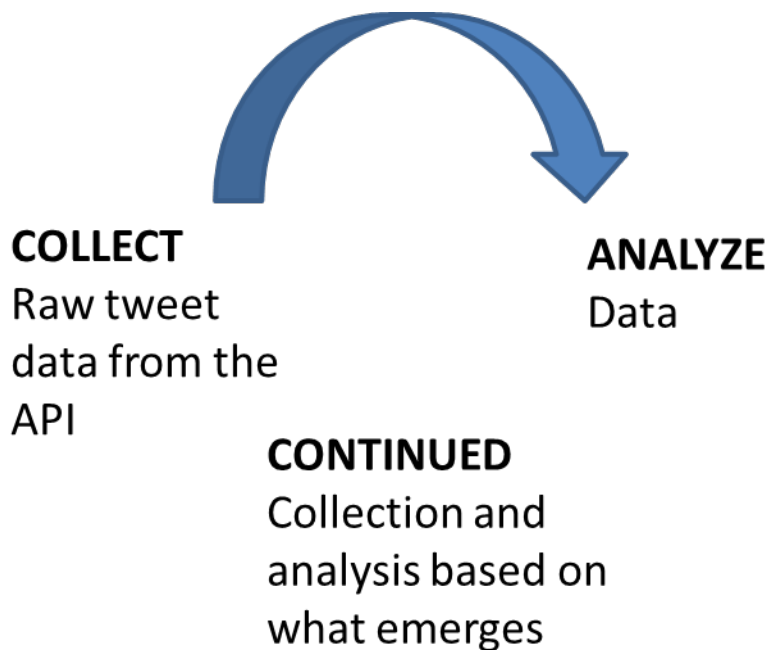 COLLECT
Raw tweet
data from the
API
ANALYZE
Data
CONTINUED
Collection and
analysis based on
what emerges